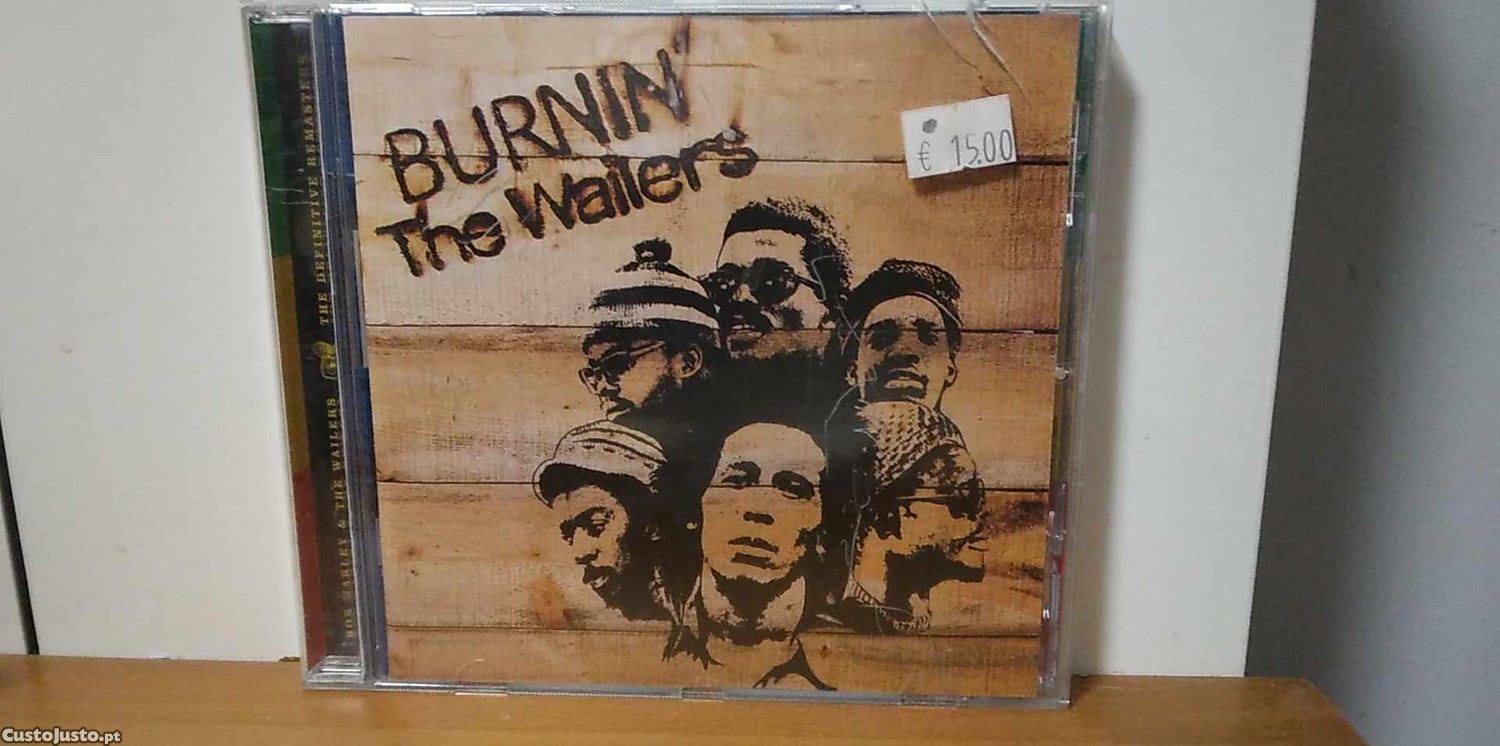 BURNIN'
The Wailers
€ 15.00
BOB MARLEY & THE WAILERS THE DEFINITIVE REMASTERS
CustoJusto.pt